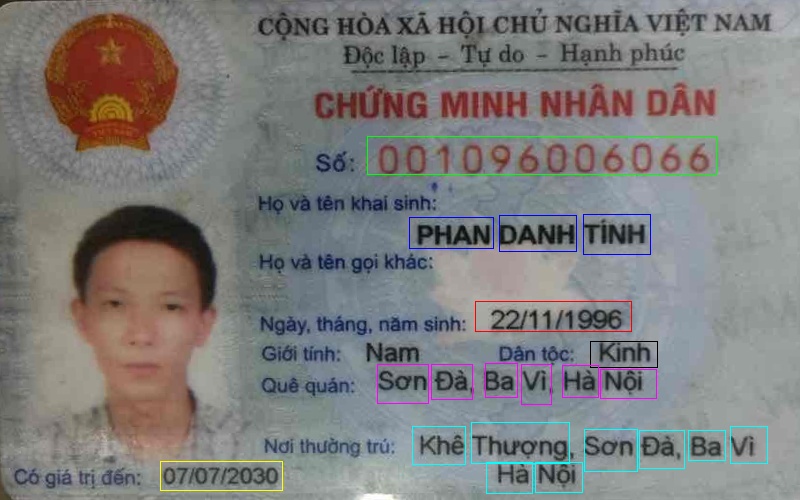 CỘNG HÒA XÃ HỘI CHỦ NGHĨA VIỆT NAM
Độc lập - Tự do - Hạnh phúc
CHỨNG MINH NHÂN DÂN
Số: 001096006066
Họ và tên khai sinh:
PHAN DANH TÍNH
Họ và tên gọi khác:
Ngày, tháng, năm sinh: 22/11/1996
Giới tính: Nam Dân tộc: Kinh
Quê quán: Sơn Đà, Ba Vì, Hà Nội
Nơi thường trú: Khê Thượng, Sơn Đà, Ba Vì
Hà Nội
Có giá trị đến: 07/07/2030